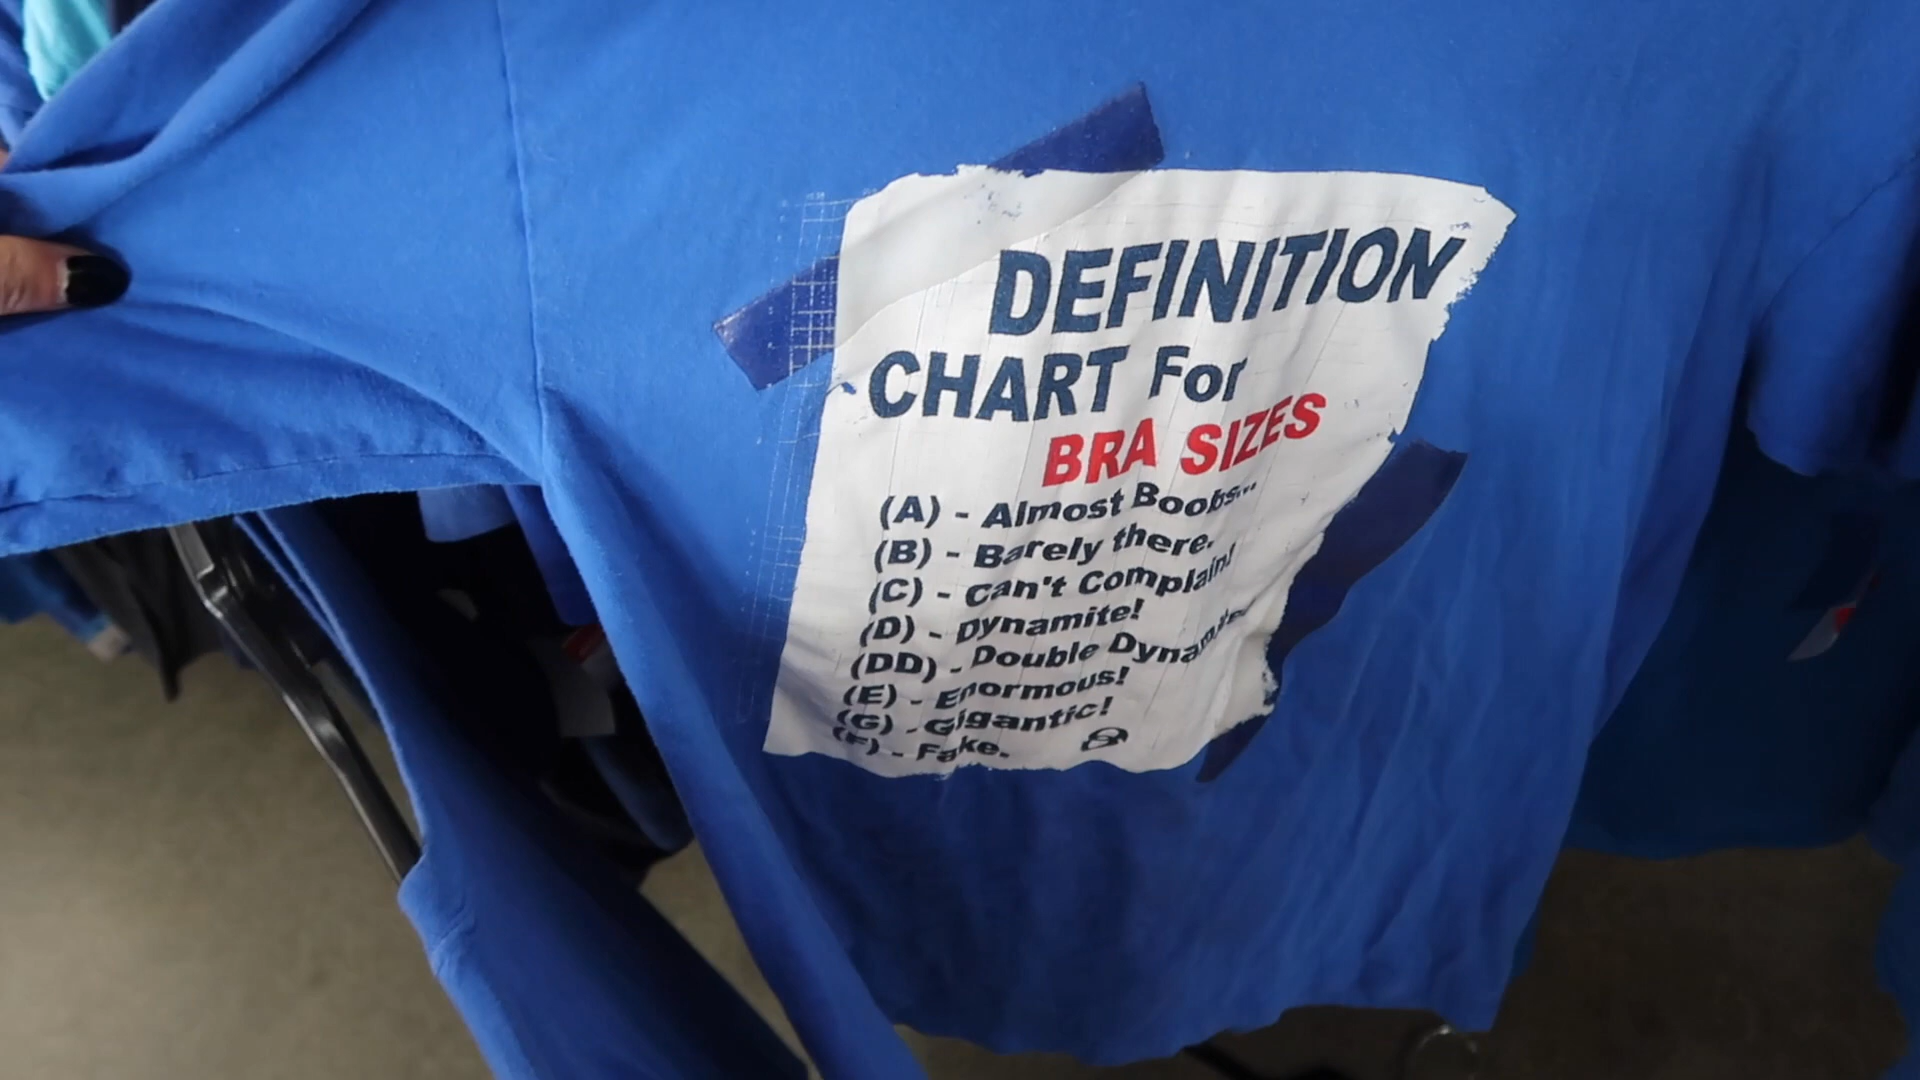 DEFINITION
CHART For
BRA SIZES
(A) - Almost Boobs...
(B) - Barely there.
(C) - Can't Complain!
(D) - Dynamite!
(DD) - Double Dynamite!
(E) - Enormous!
(G) - Gigantic!
(F) - Fake.